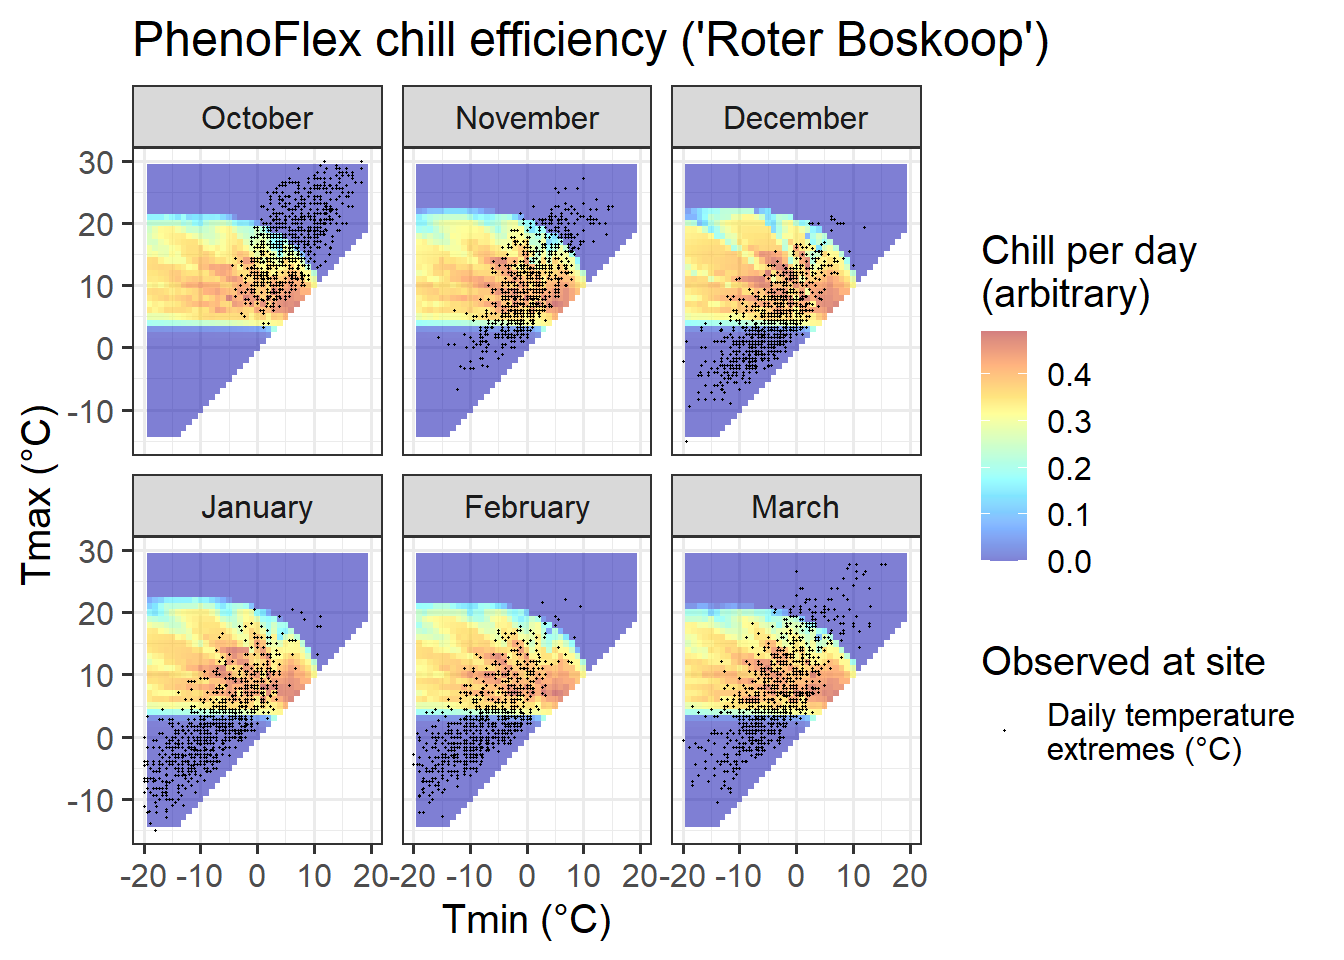 PhenoFlex chill efficiency ('Roter Boskoop')
October
November
December
30
20
10
0
-10
January
February
March
30
20
10
0
-10
-20 -10 0 10 20
-20 -10 0 10 20
-20 -10 0 10 20
Tmin (°C)
Tmax (°C)
Chill per day
(arbitrary)
0.4
0.3
0.2
0.1
0.0
Observed at site
Daily temperature
extremes (°C)